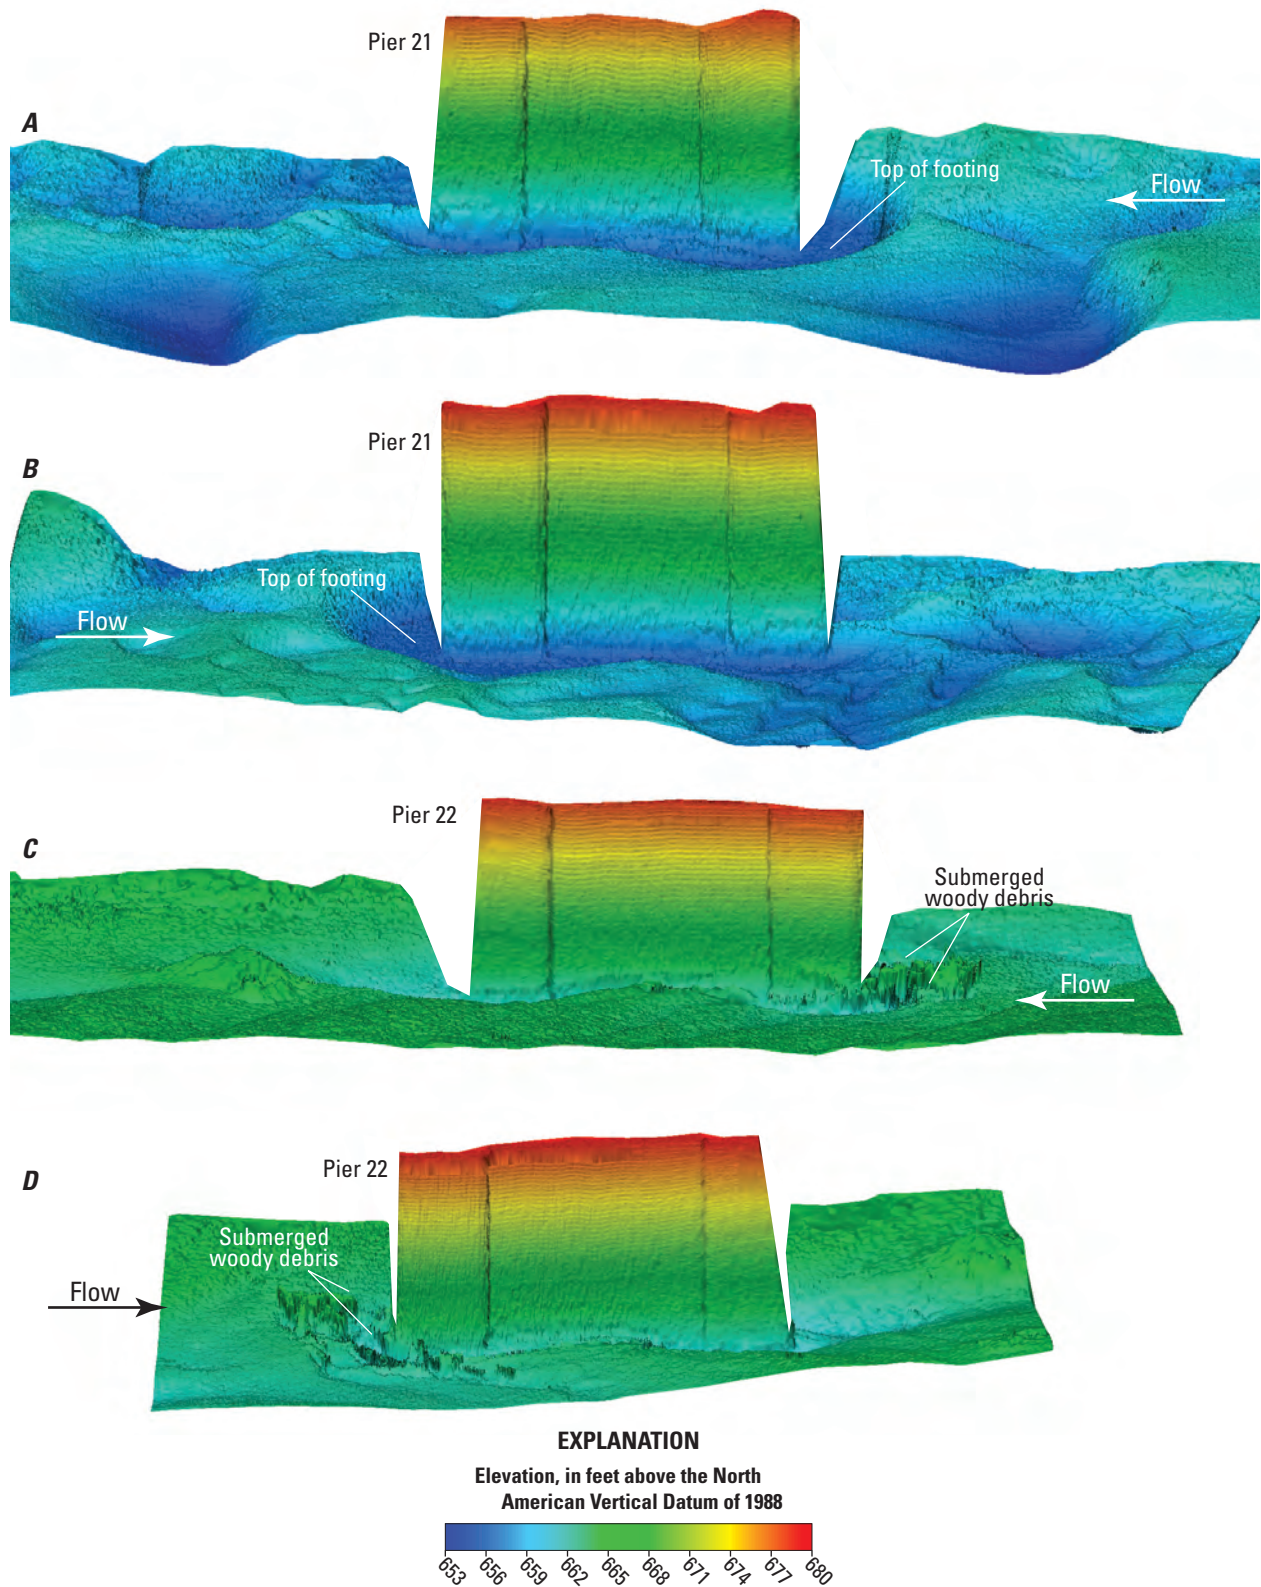 Pier 21
A
Top of footing
Flow
Pier 21
B
Top of footing
Flow
Pier 22
C
Submerged
woody debris
Flow
Pier 22
D
Submerged
woody debris
Flow
EXPLANATION
Elevation, in feet above the North
American Vertical Datum of 1988
653 656 659 662 665 668 671 674 677 680